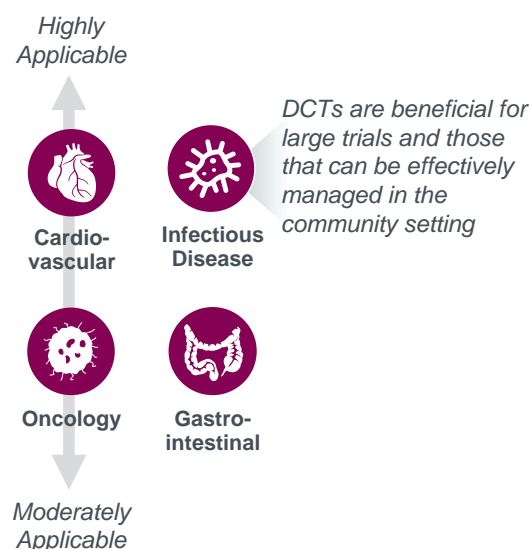 Highly
Applicable
DCTs are beneficial for
large trials and those
that can be effectively
managed in the
community setting
Cardio-
vascular
Infectious
Disease
Oncology
Gastro-
intestinal
Moderately
Applicable